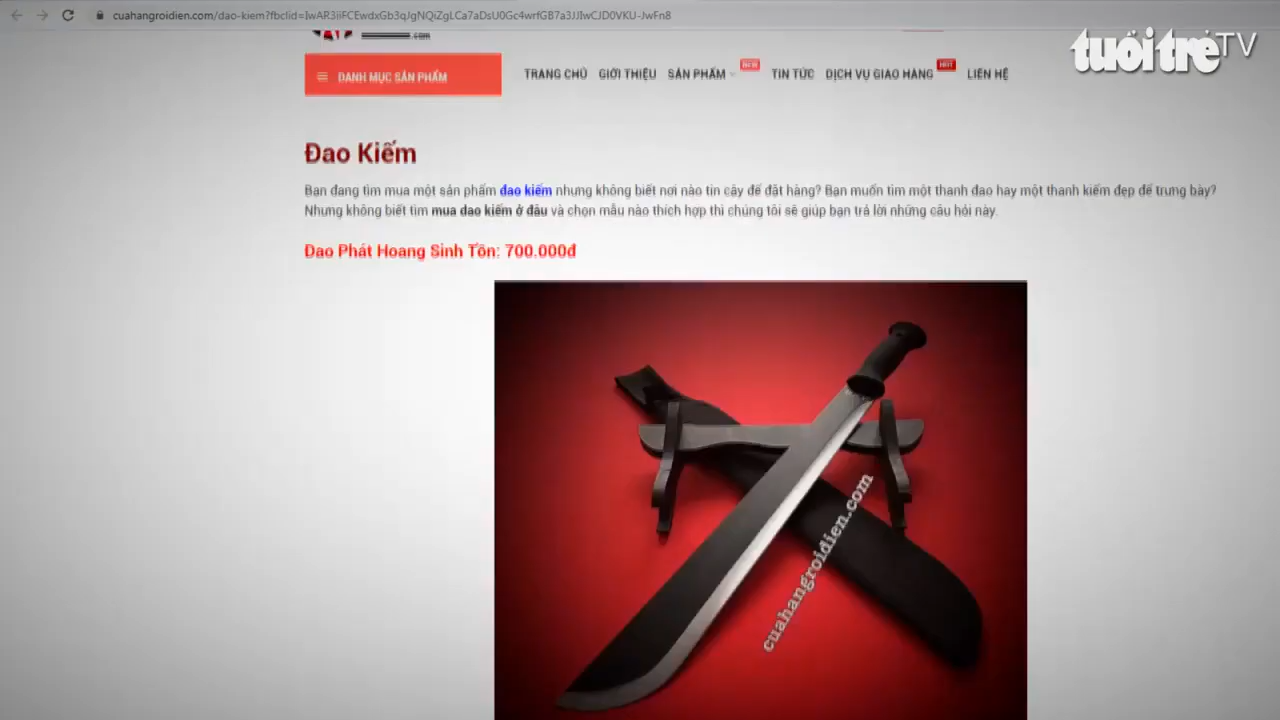 cuahangroidien.com/dao-kiem?fbclid=IwAR3iiFCEwdxGb3qJgNQiZgLCa7aDsU0Gc4wrfGB7a3JJIwCJD0VKU-JwFn8
tuổi trẻ TV
.com
DANH MỤC SẢN PHẨM
TRANG CHỦ GIỚI THIỆU SẢN PHẨM NEW TIN TỨC DỊCH VỤ GIAO HÀNG HOT LIÊN HỆ
Đao Kiếm
Bạn đang tìm mua một sản phẩm đao kiếm nhưng không biết nơi nào tin cậy để đặt hàng? Bạn muốn tìm một thanh đao hay một thanh kiếm đẹp để trưng bày?
Nhưng không biết tìm mua đao kiếm ở đâu và chọn mẫu nào thích hợp thì chúng tôi sẽ giúp bạn trả lời những câu hỏi này.
Dao Phát Hoang Sinh Tồn: 700.000đ
cuahangroidien.com